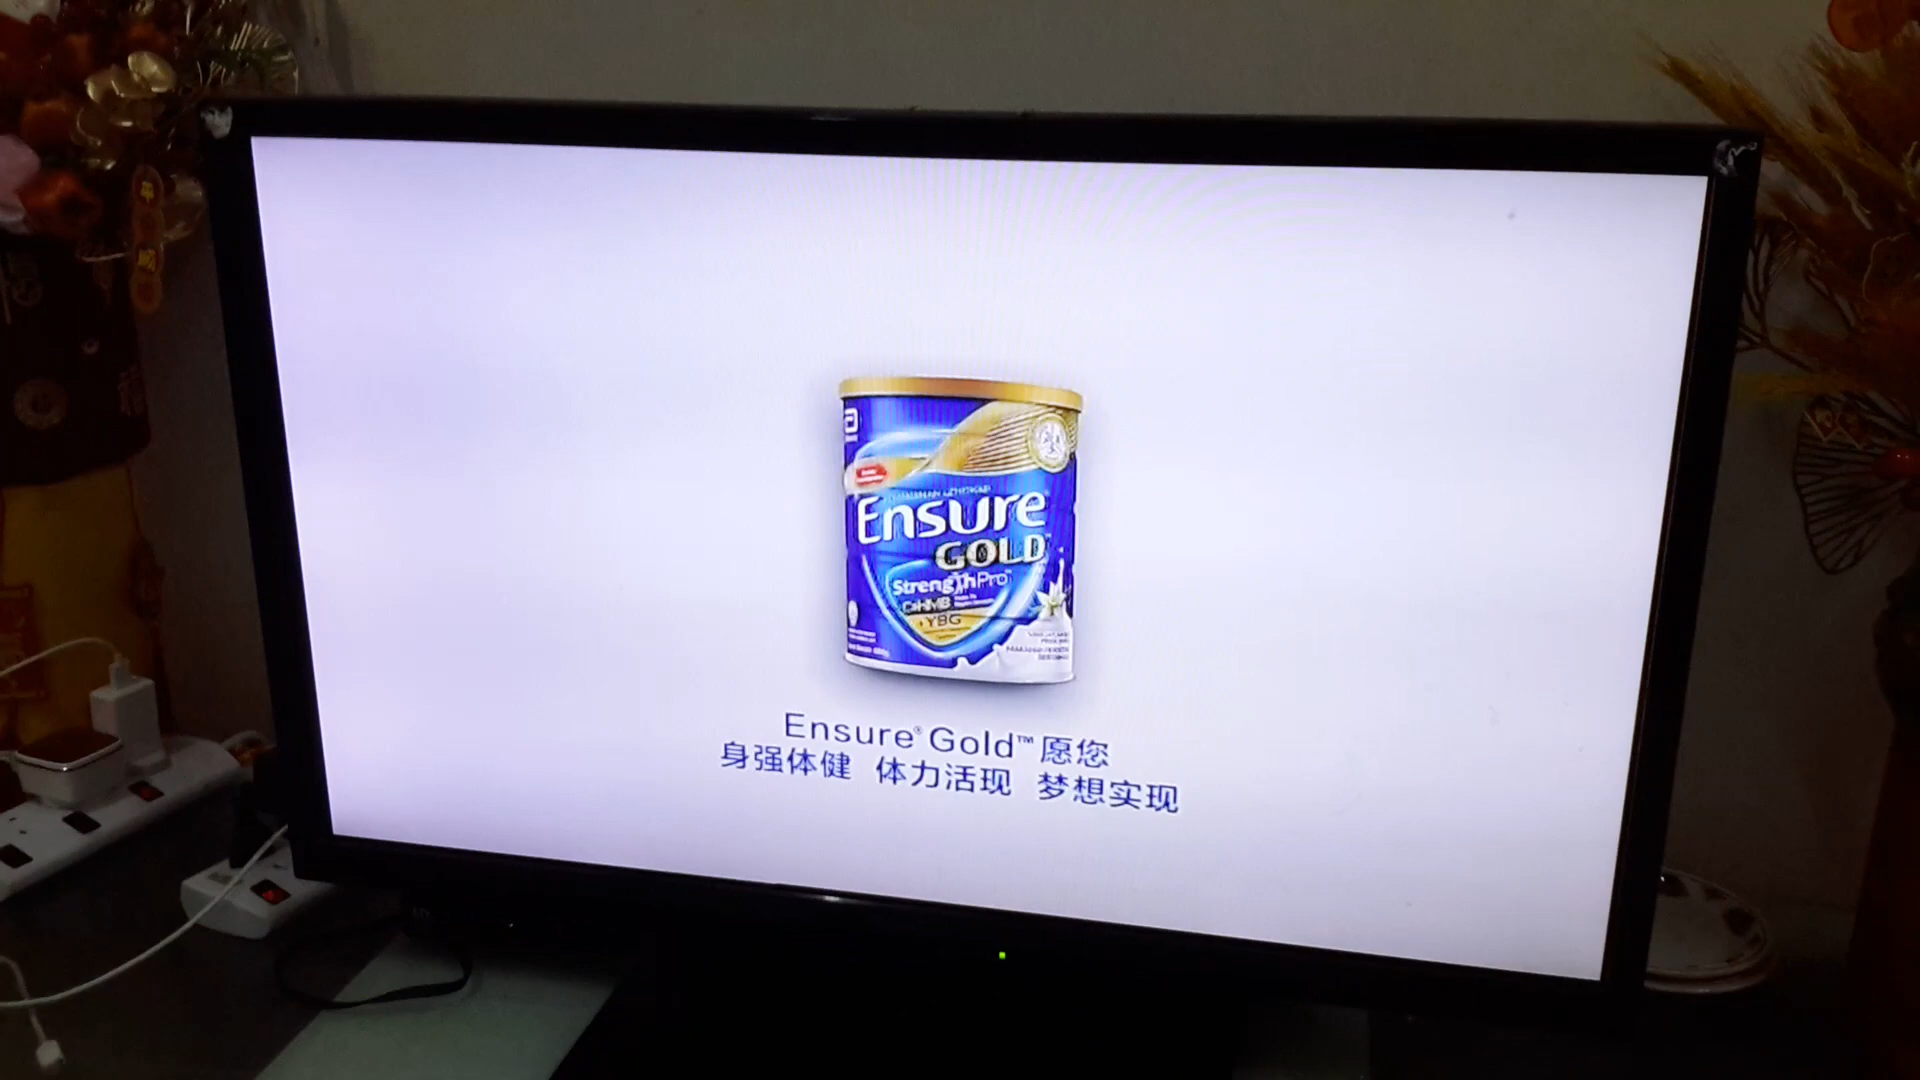 Ensure
GOLD
StrengthPro™
+YBG
Ensure® Gold™ 愿您
身强体健 体力活现 梦想实现